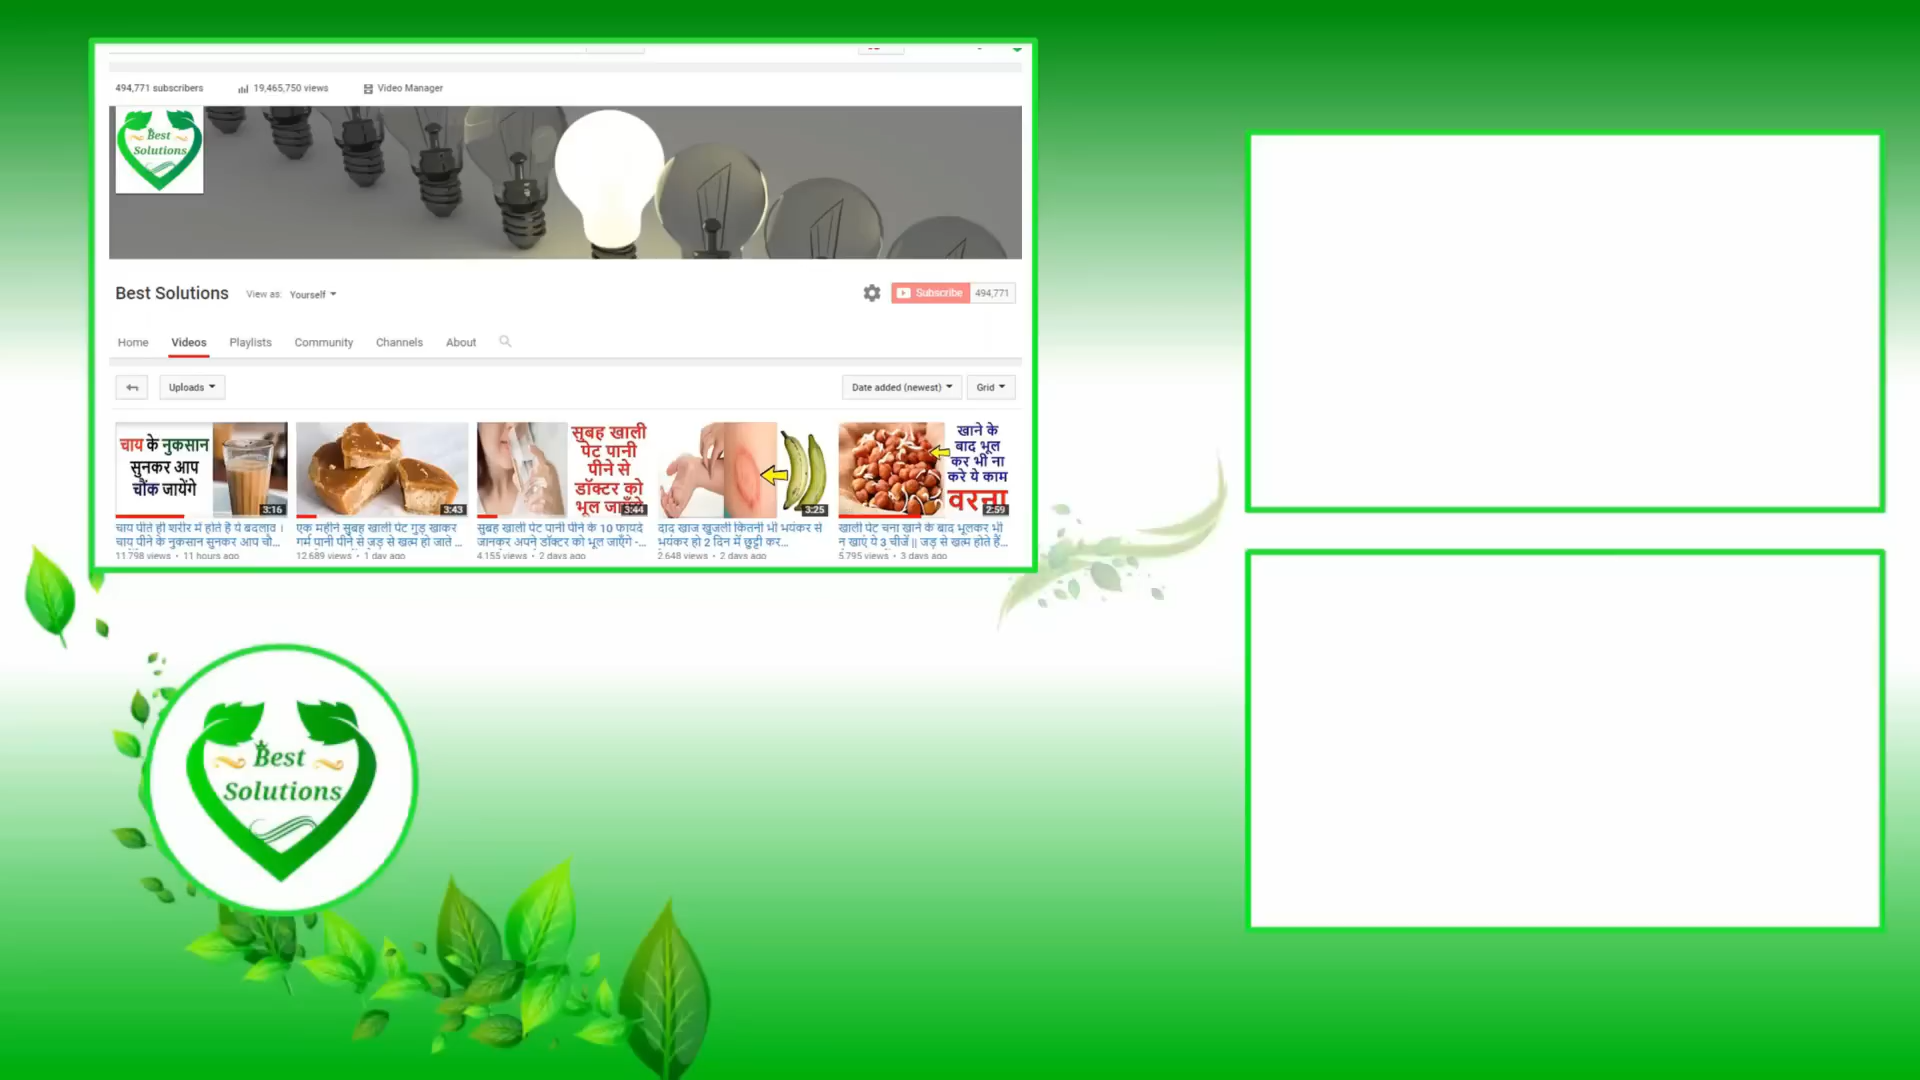 494,771 subscribers
19,465,750 views
Video Manager
Best
Solutions
Best Solutions
View as: Yourself
Subscribe 494,771
Home
Videos
Playlists
Community
Channels
About
Uploads
Date added (newest)
Grid
चाय के नुकसान
सुनकर आप
चौंक जायेंगे
3:16
3:43
सुबह खाली
पेट पानी
पीने से
डॉक्टर को
भूल
3:44
3:25
खाने के
बाद भूल
कर भी ना
करे ये काम
वरना
2:59
चाय पीते ही शरीर में होते हैं ये बदलाव ।
चाय पीने के नुकसान सुनकर आप चौ...
11,798 views • 11 hours ago
एक महीने सुबह खाली पेट गुड़ खाकर
गर्म पानी पीने से जड़ से खत्म हो जाते ...
12,689 views • 1 day ago
सुबह खाली पेट पानी पीने के 10 फायदे
जानकर अपने डॉक्टर को भूल जाएँगे -...
4,155 views • 2 days ago
दाद खाज खुजली कितनी भी भयंकर से
भयंकर हो 2 दिन में छुट्टी कर...
2,648 views • 2 days ago
खाली पेट चना खाने के बाद भूलकर भी
न खाएं ये 3 चीजें || जड़ से खत्म होते हैं...
5,795 views • 3 days ago
Best
Solutions